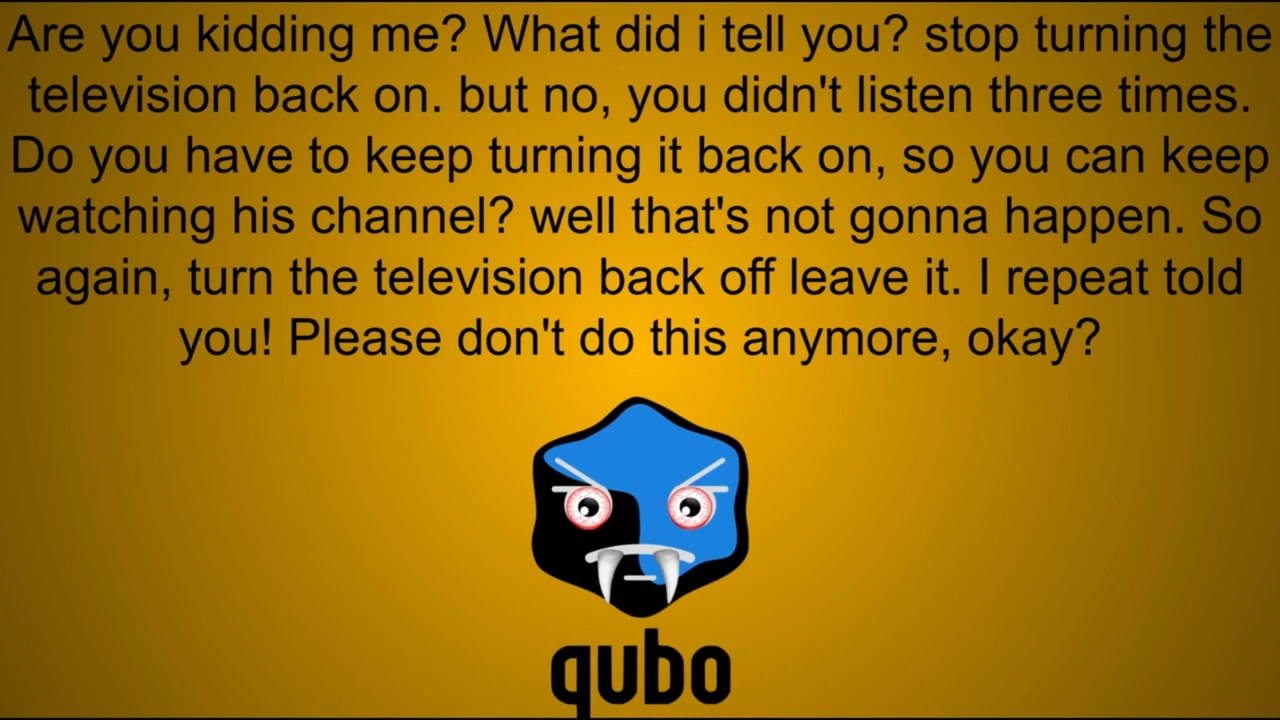 Are you kidding me? What did i tell you? stop turning the
television back on. but no, you didn't listen three times.
Do you have to keep turning it back on, so you can keep
watching his channel? well that's not gonna happen. So
again, turn the television back off leave it. I repeat told
you! Please don't do this anymore, okay?
qubo